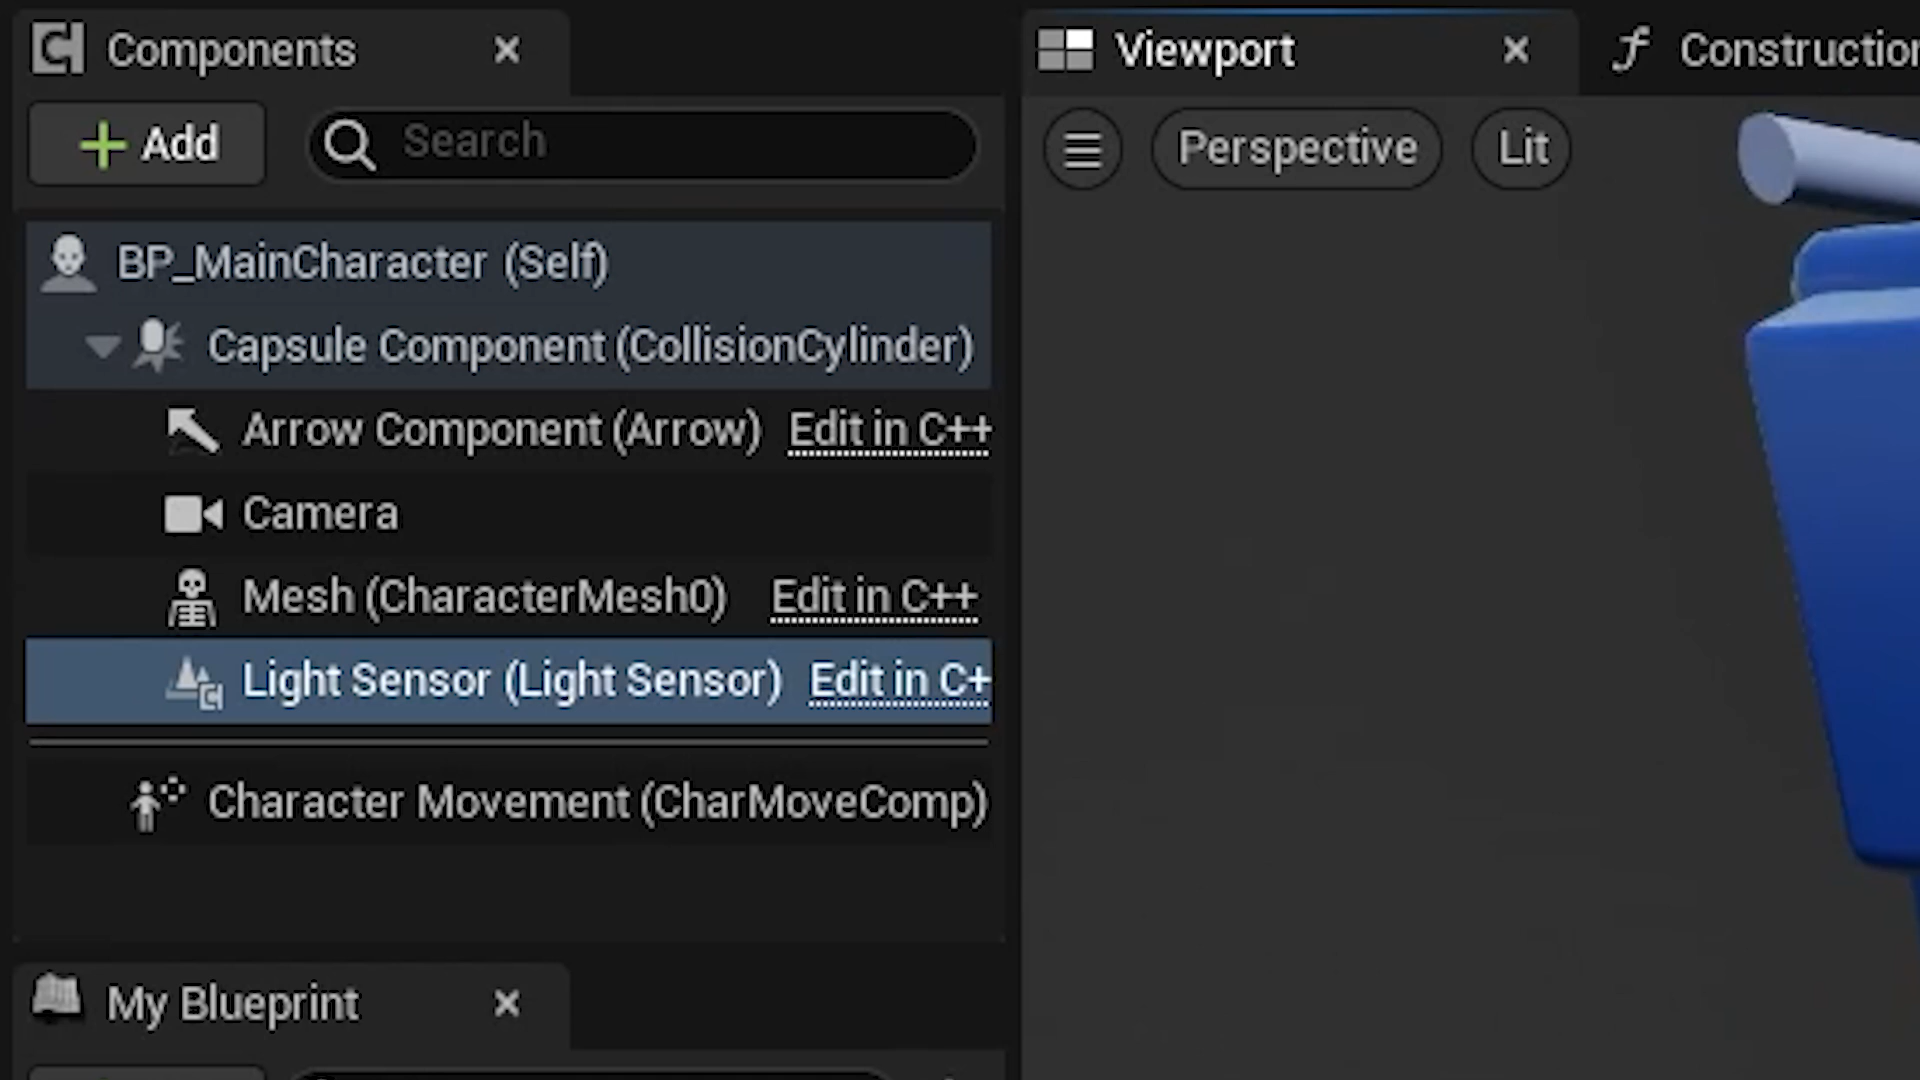 Components
Add
Search
BP_MainCharacter (Self)
Capsule Component (CollisionCylinder)
Arrow Component (Arrow) Edit in C++
Camera
Mesh (CharacterMesh0) Edit in C++
Light Sensor (Light Sensor) Edit in C+
Character Movement (CharMoveComp)
My Blueprint
Viewport
Construction
Perspective
Lit